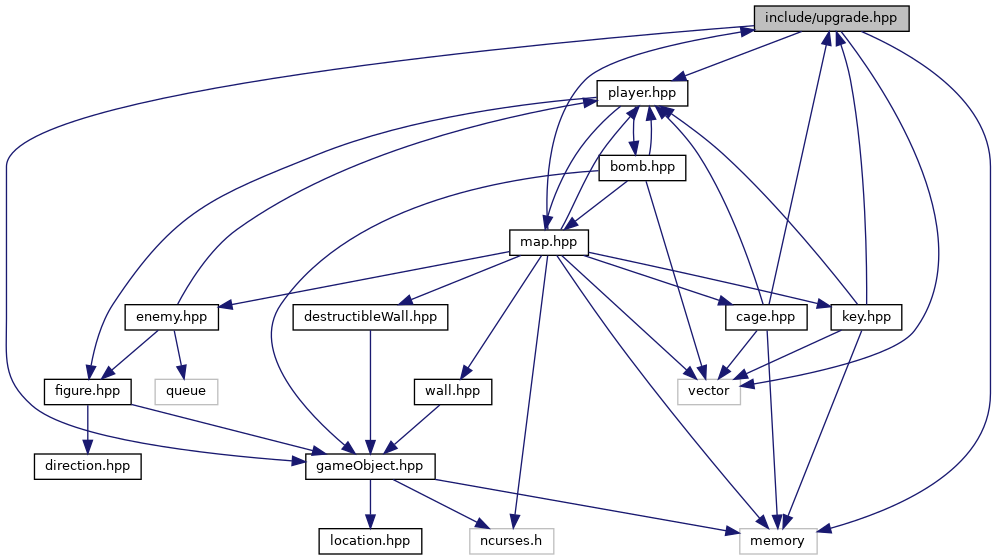 include/upgrade.hpp
player.hpp
bomb.hpp
map.hpp
enemy.hpp
destructibleWall.hpp
cage.hpp
key.hpp
figure.hpp
queue
wall.hpp
vector
direction.hpp
gameObject.hpp
location.hpp
ncurses.h
memory